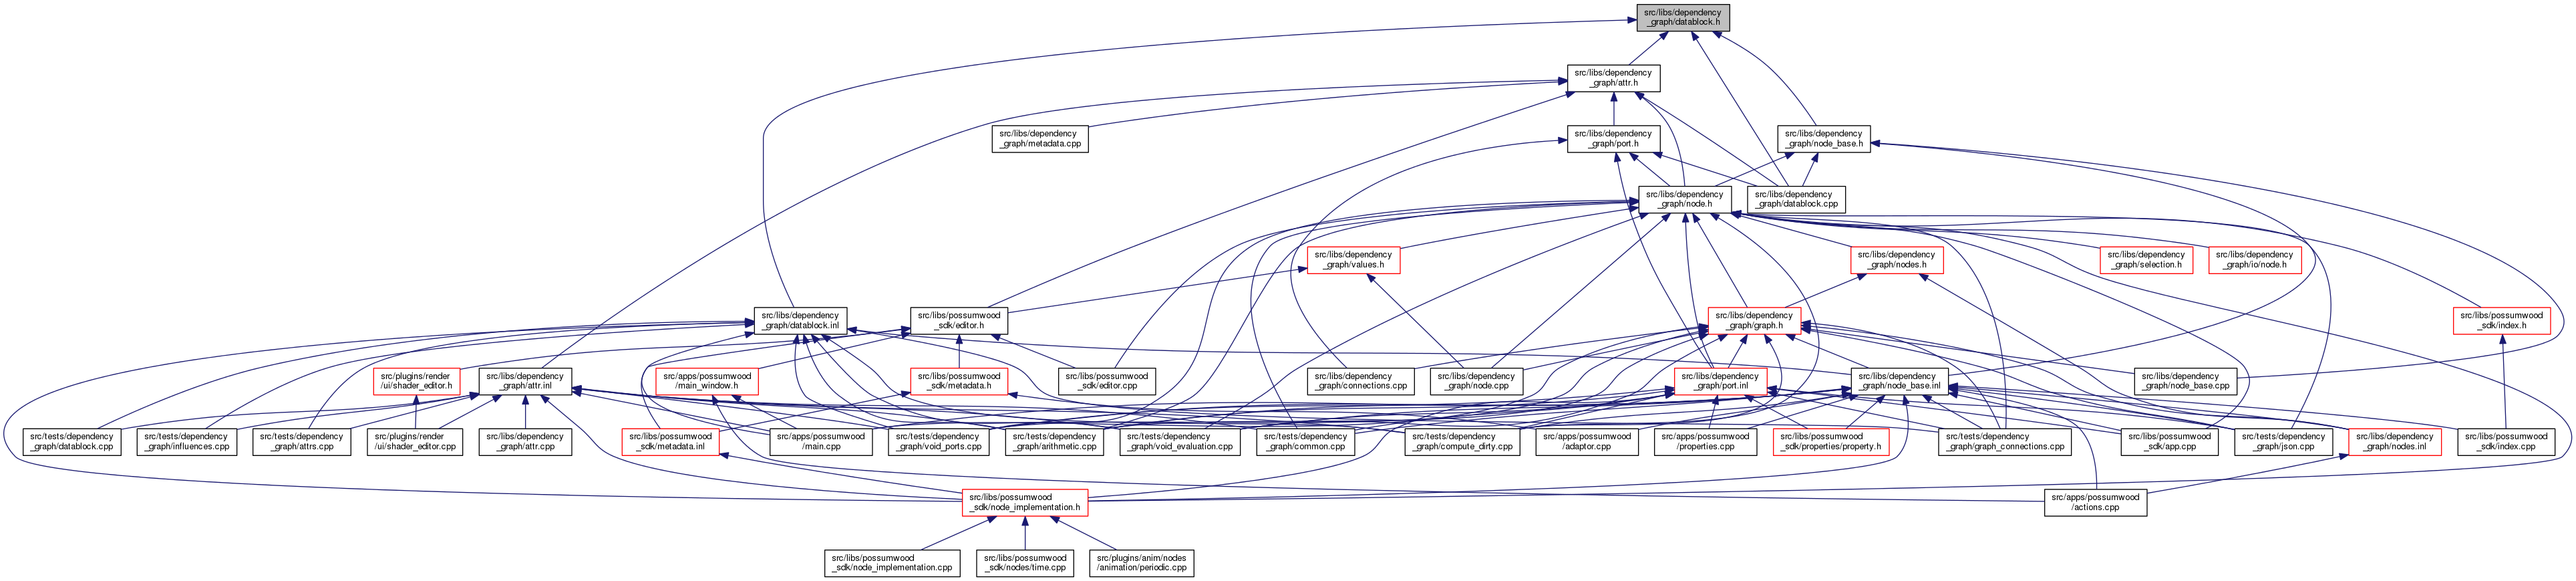 src/libs/dependency
_graph/datablock.h
src/libs/dependency
_graph/attr.h
src/libs/dependency
_graph/metadata.cpp
src/libs/dependency
_graph/port.h
src/libs/dependency
_graph/node_base.h
src/libs/dependency
_graph/node.h
src/libs/dependency
_graph/datablock.cpp
src/libs/dependency
_graph/values.h
src/libs/dependency
_graph/nodes.h
src/libs/dependency
_graph/selection.h
src/libs/dependency
_graph/io/node.h
src/libs/dependency
_graph/datablock.inl
src/libs/possumwood
_sdk/editor.h
src/libs/dependency
_graph/graph.h
src/libs/possumwood
_sdk/index.h
src/plugins/render
/ui/shader_editor.h
src/libs/dependency
_graph/attr.inl
src/apps/possumwood
/main_window.h
src/libs/possumwood
_sdk/metadata.h
src/libs/possumwood
_sdk/editor.cpp
src/libs/dependency
_graph/connections.cpp
src/libs/dependency
_graph/node.cpp
src/libs/dependency
_graph/port.inl
src/libs/dependency
_graph/node_base.inl
src/libs/dependency
_graph/node_base.cpp
src/tests/dependency
_graph/datablock.cpp
src/tests/dependency
_graph/influences.cpp
src/tests/dependency
_graph/attrs.cpp
src/plugins/render
/ui/shader_editor.cpp
src/libs/dependency
_graph/attr.cpp
src/libs/possumwood
_sdk/metadata.inl
src/apps/possumwood
/main.cpp
src/tests/dependency
_graph/void_ports.cpp
src/tests/dependency
_graph/arithmetic.cpp
src/tests/dependency
_graph/void_evaluation.cpp
src/tests/dependency
_graph/common.cpp
src/tests/dependency
_graph/compute_dirty.cpp
src/apps/possumwood
/adaptor.cpp
src/apps/possumwood
/properties.cpp
src/libs/possumwood
_sdk/properties/property.h
src/tests/dependency
_graph/graph_connections.cpp
src/libs/possumwood
_sdk/app.cpp
src/tests/dependency
_graph/json.cpp
src/libs/dependency
_graph/nodes.inl
src/libs/possumwood
_sdk/index.cpp
src/libs/possumwood
_sdk/node_implementation.h
src/apps/possumwood
/actions.cpp
src/libs/possumwood
_sdk/node_implementation.cpp
src/libs/possumwood
_sdk/nodes/time.cpp
src/plugins/anim/nodes
/animation/periodic.cpp